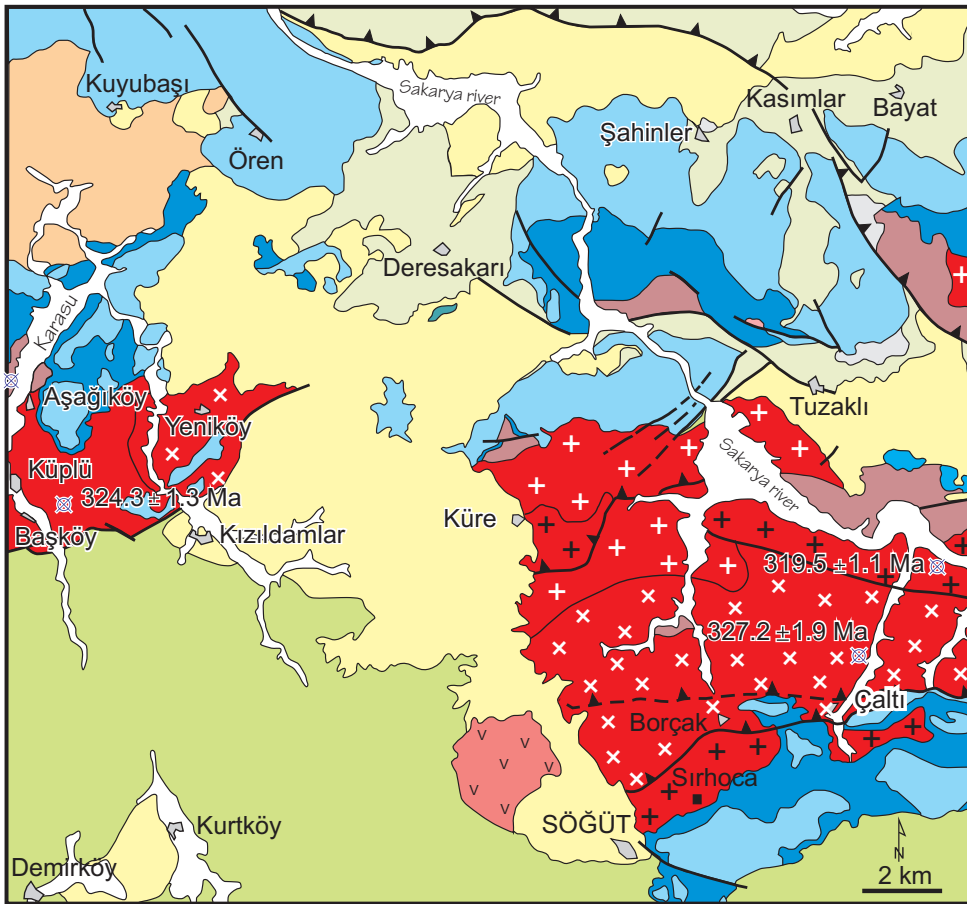 Kuyubaşı
Sakarya river
Kasımlar
Bayat
Şahinler
Ören
Deresakarı
Karasu
Aşağıköy
Yeniköy
Tuzaklı
Küplü
324.3 ± 1.3 Ma
Sakarya river
Küre
Başköy
Kızıldamlar
319.5 ± 1.1 Ma
327.2 ± 1.9 Ma
Çaltı
Borçak
Sırhoca
v v
v v
v v
SÖĞÜT
Kurtköy
Demirköy
N
2 km